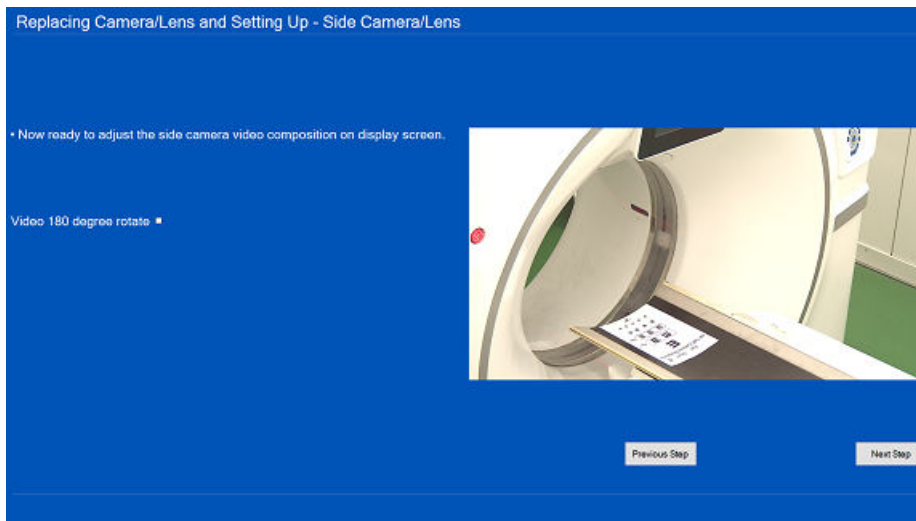 Replacing Camera/Lens and Setting Up - Side Camera/Lens
• Now ready to adjust the side camera video composition on display screen.
Video 180 degree rotate
Previous Step
Next Step